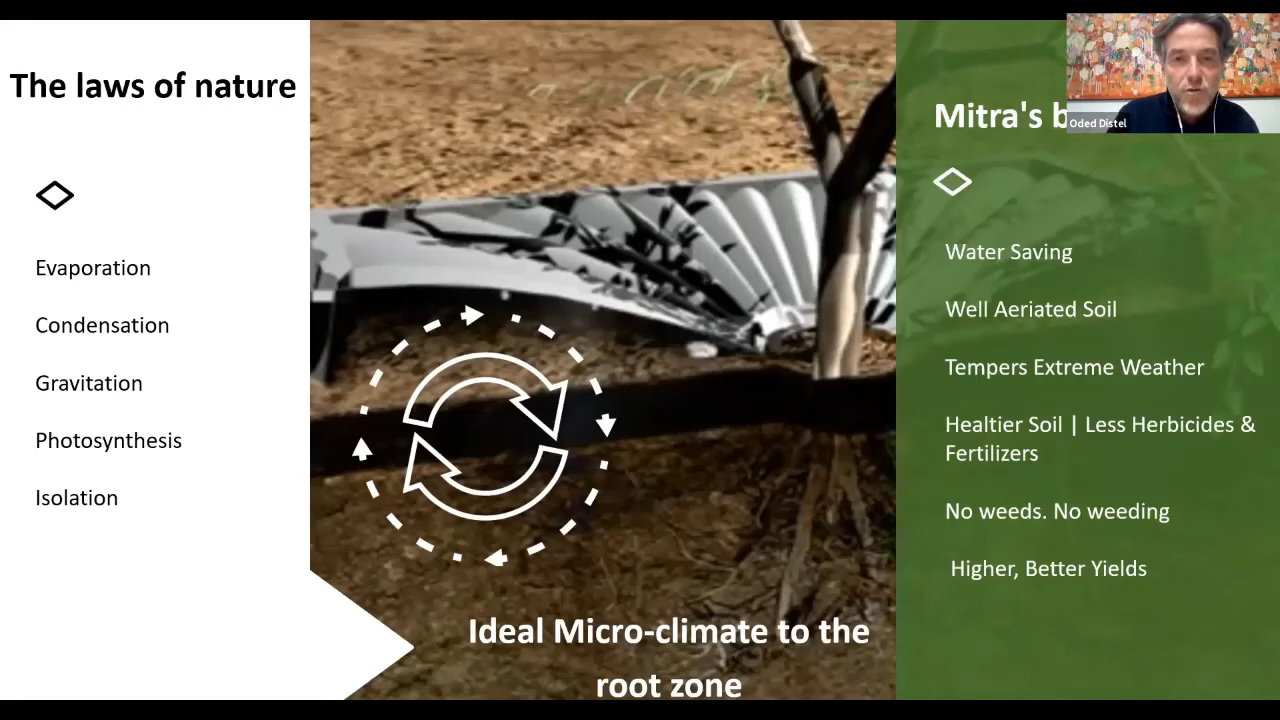 The laws of nature
Evaporation
Condensation
Gravitation
Photosynthesis
Isolation
Ideal Micro-climate to the
root zone
Mitra's
Oded Distel
Water Saving
Well Aeriated Soil
Tempers Extreme Weather
Healtier Soil | Less Herbicides &
Fertilizers
No weeds. No weeding
Higher, Better Yields